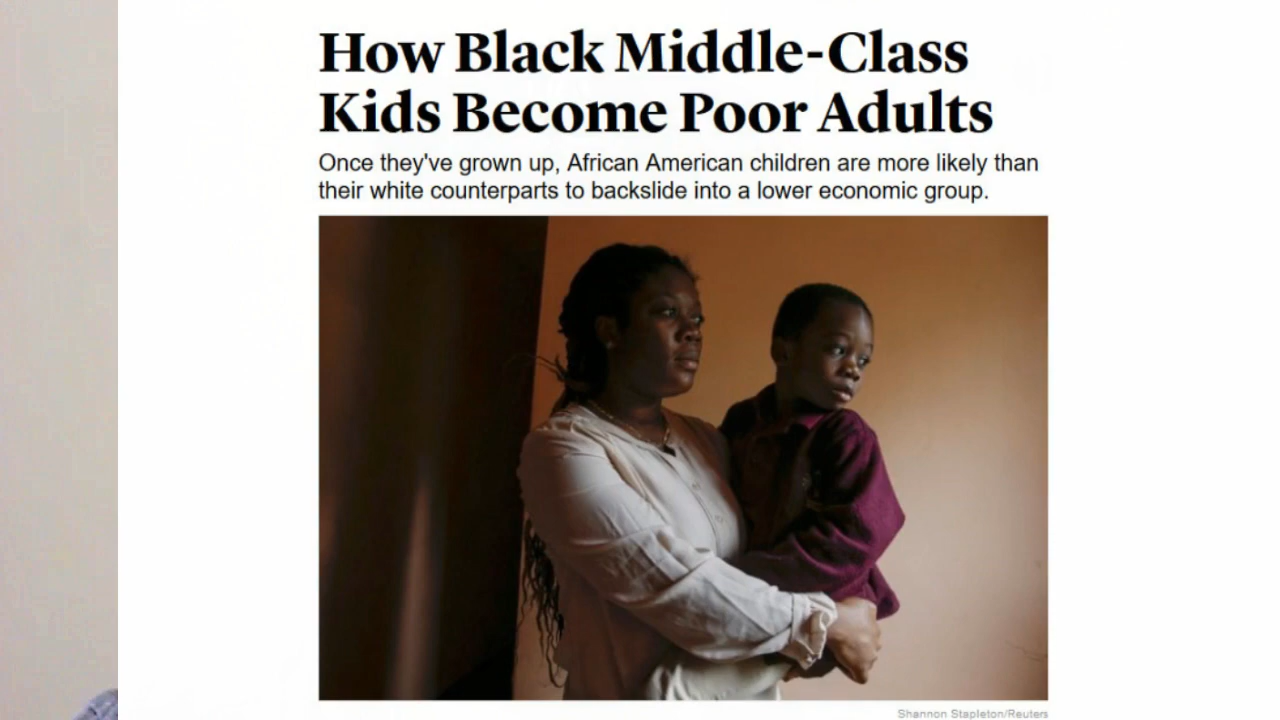 How Black Middle-Class
Kids Become Poor Adults
Once they've grown up, African American children are more likely than
their white counterparts to backslide into a lower economic group.
Shannon Stapleton/Reuters